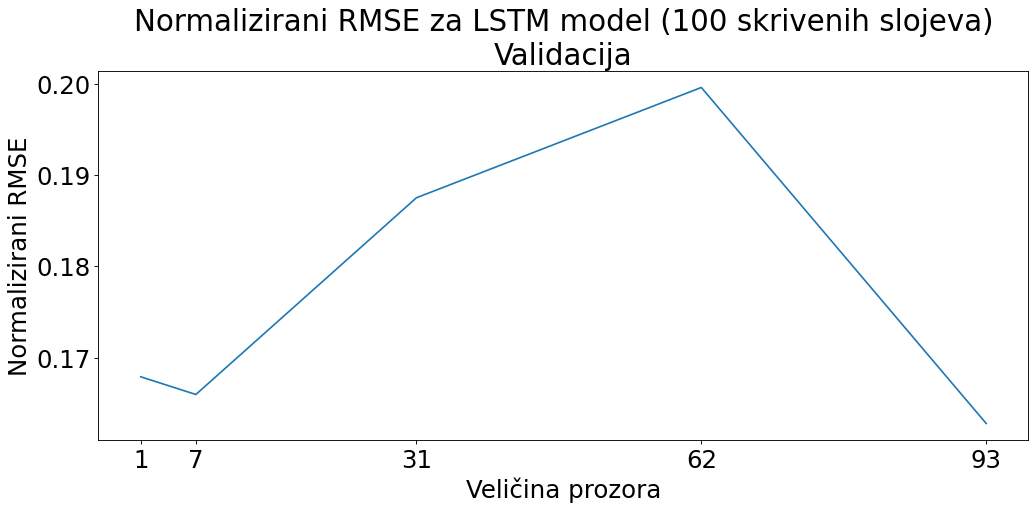 Normalizirani RMSE za LSTM model (100 skrivenih slojeva)
Validacija
Normalizirani RMSE
0.20
0.19
0.18
0.17
1 7 31 62 93
Veličina prozora